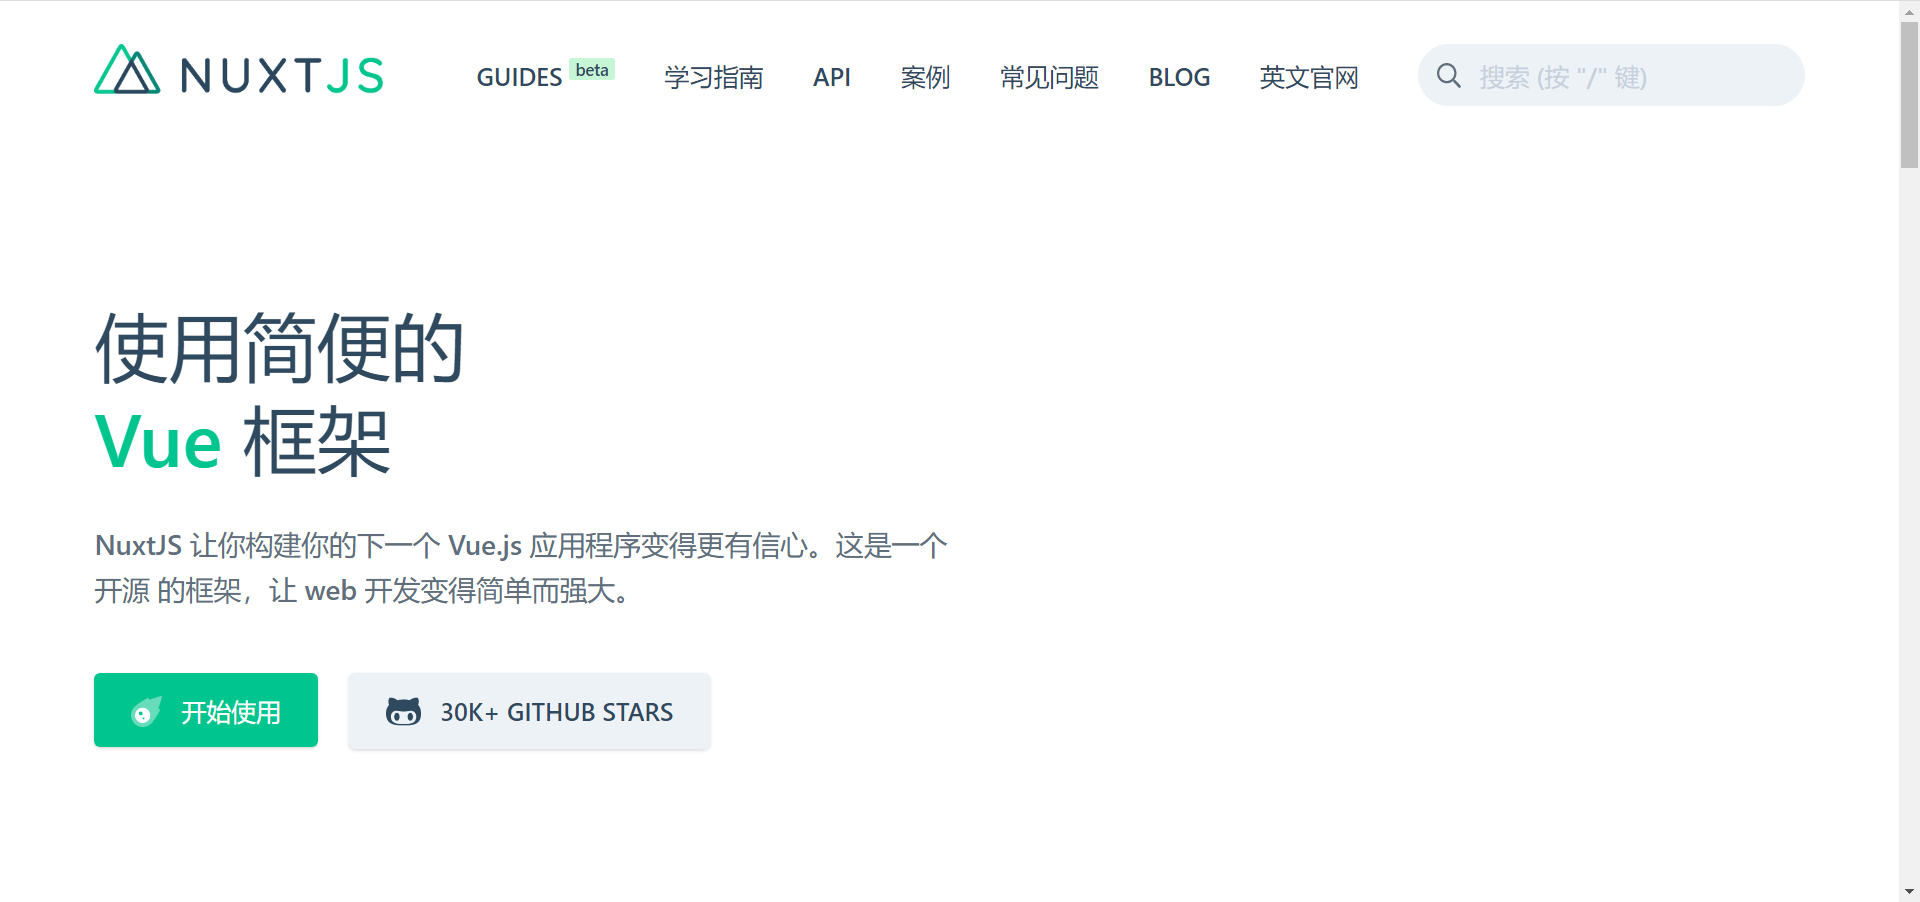 NUXTJS
GUIDES beta 学习指南 API 案例 常见问题 BLOG 英文官网 搜索 (按 "/" 键)
使用简便的
Vue 框架
NuxtJS 让你构建你的下一个 Vue.js 应用程序变得更有信心。这是一个
开源 的框架，让 web 开发变得简单而强大。
开始使用
30K+ GITHUB STARS